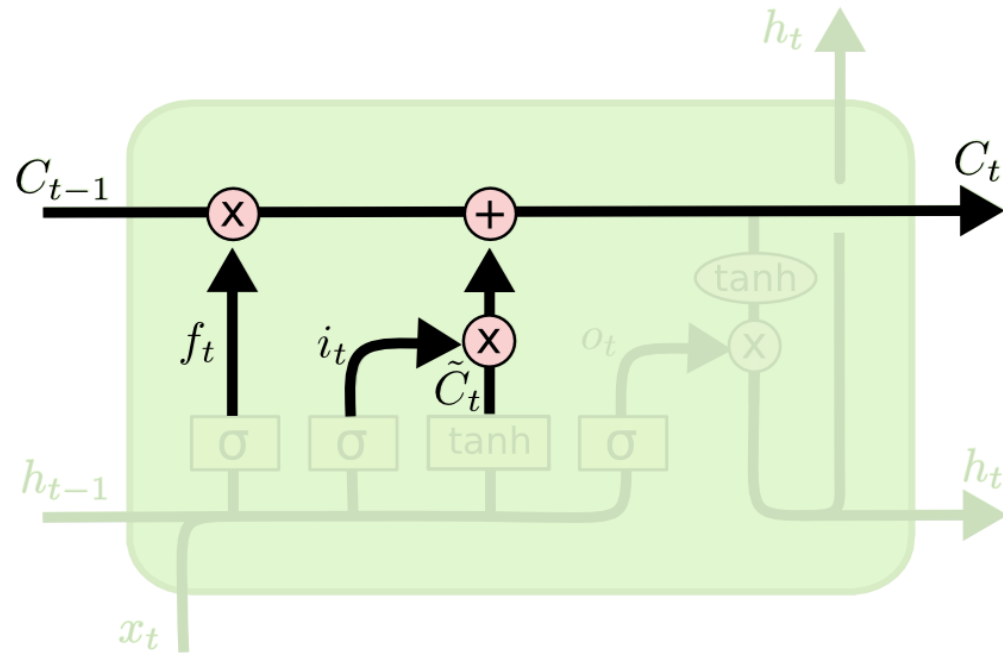 h_t
C_{t-1}
C_t
x
+
tanh
f_t
i_t
x
o_t
x
C̃_t
σ
σ
tanh
σ
h_{t-1}
h_t
x_t